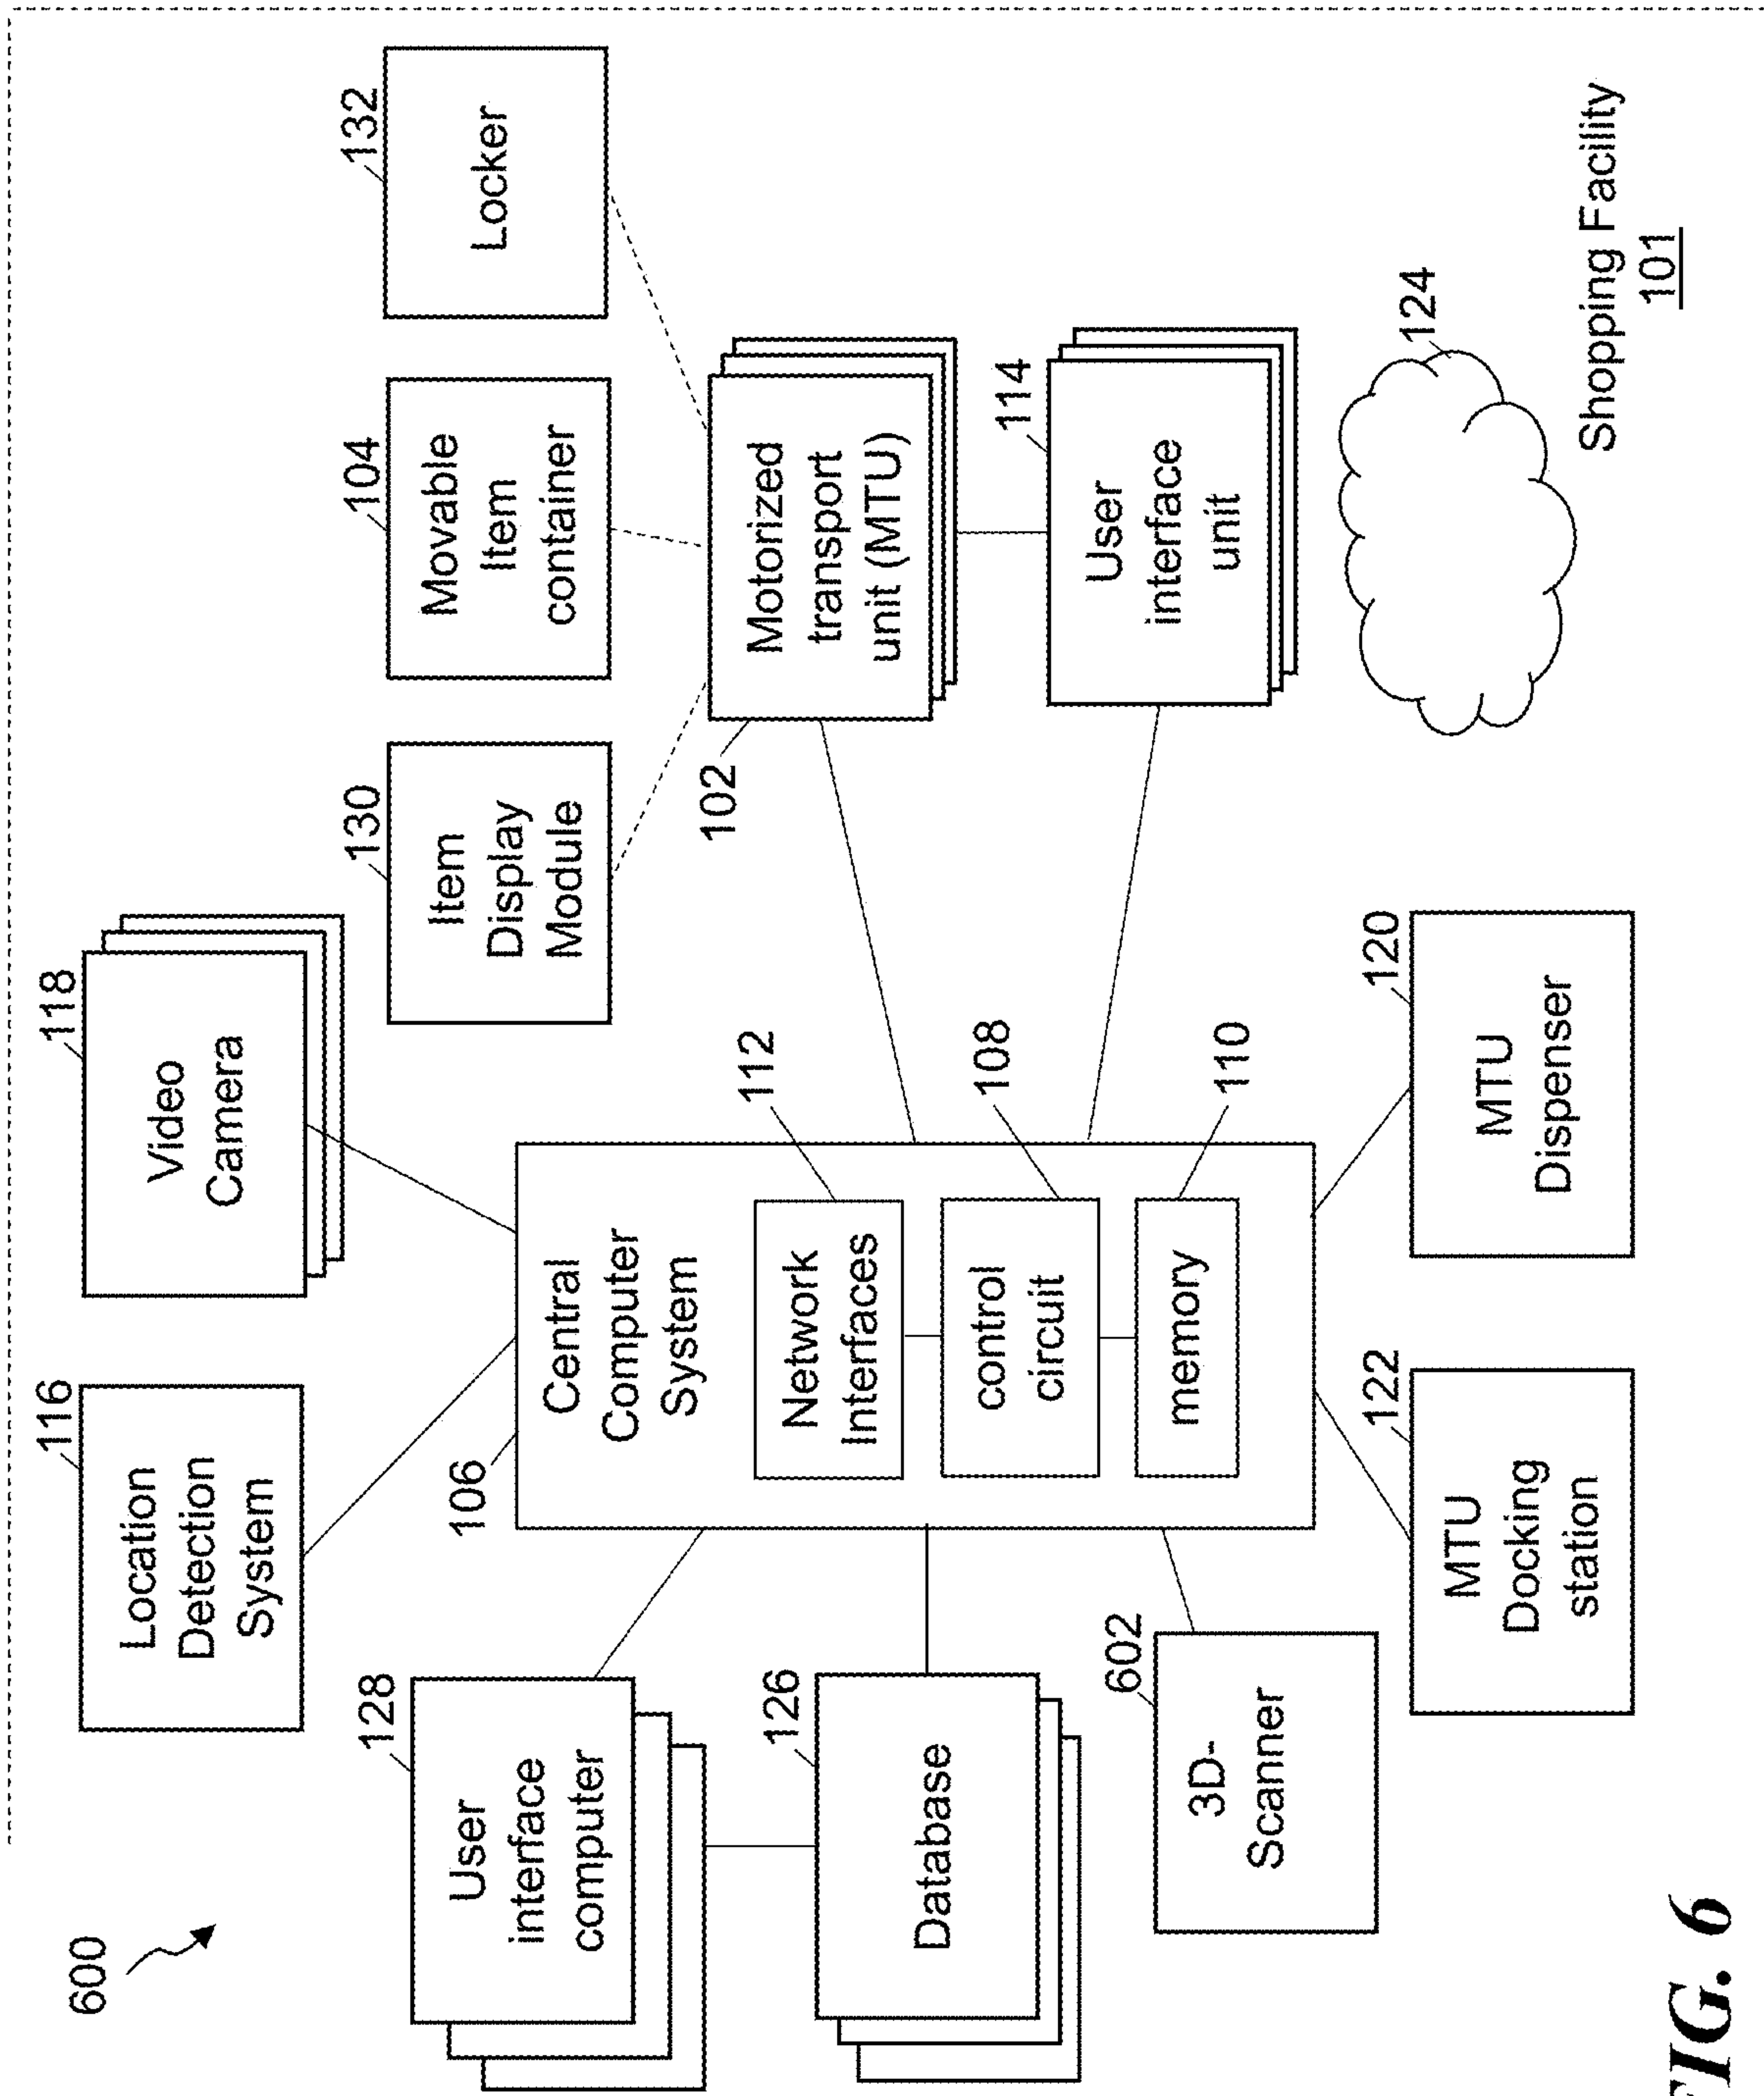 600
116
Location
Detection
System
118
Video
Camera
128
User
interface
computer
106
Central
Computer
System
130
Item
Display
Module
104
Movable
Item
container
132
Locker
126
Database
112
Network
Interfaces
102
Motorized
transport
unit (MTU)
108
control
circuit
602
3D-
Scanner
110
memory
114
User
interface
unit
122
MTU
Docking
station
120
MTU
Dispenser
124
Shopping Facility
101
FIG. 6